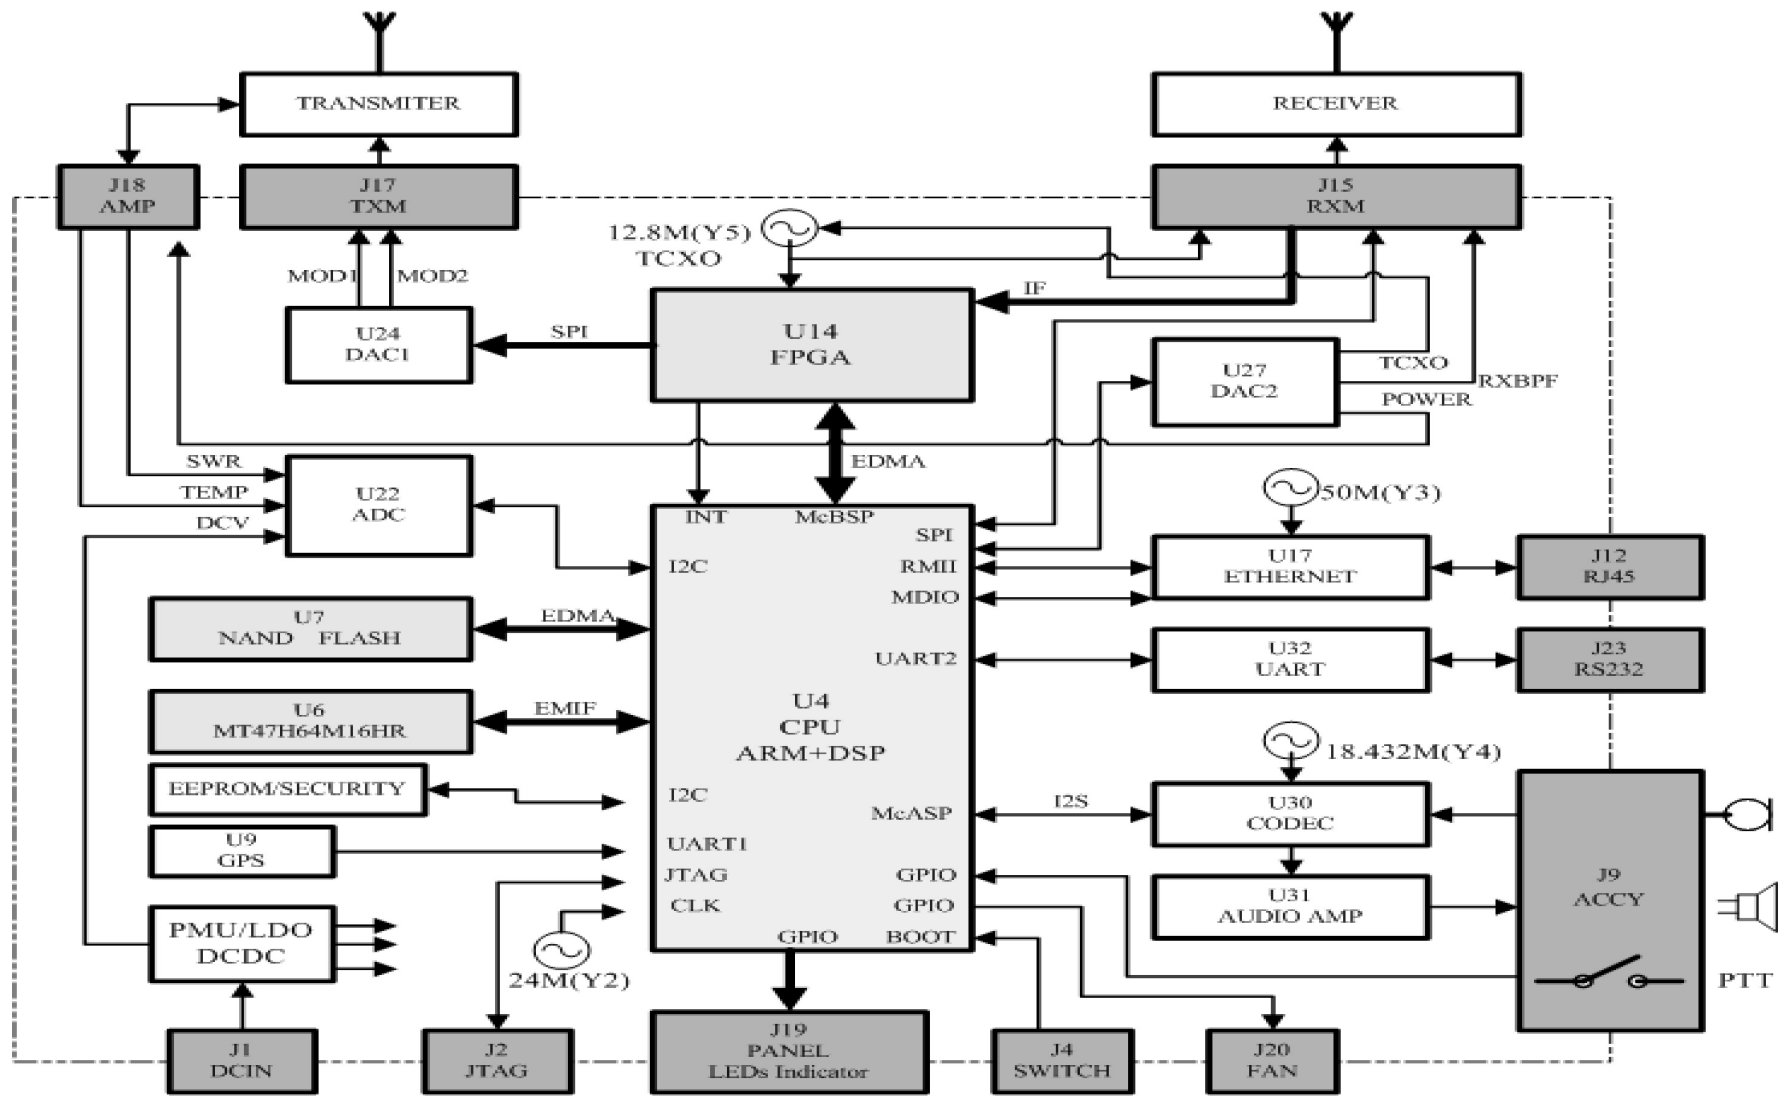 TRANSMITER
RECEIVER
J18
AMP
J17
TXM
J15
RXM
12.8M(Y5)
TCXO
MOD1
MOD2
IF
U24
DAC1
SPI
U14
FPGA
U27
DAC2
TCXO
RXBPF
POWER
SWR
TEMP
DCV
U22
ADC
EDMA
50M(Y3)
INT
McBSP
SPI
I2C
RMII
MDIO
U17
ETHERNET
J12
RJ45
U7
NAND FLASH
EDMA
UART2
U32
UART
J23
RS232
U6
MT47H64M16HR
EMIF
U4
CPU
ARM+DSP
18.432M(Y4)
EEPROM/SECURITY
I2C
McASP
I2S
U30
CODEC
U9
GPS
UART1
JTAG
CLK
GPIO
GPIO
U31
AUDIO AMP
J9
ACCY
PMU/LDO
DCDC
24M(Y2)
GPIO
BOOT
PTT
J1
DCIN
J2
JTAG
J19
PANEL
LEDs Indicator
J4
SWITCH
J20
FAN